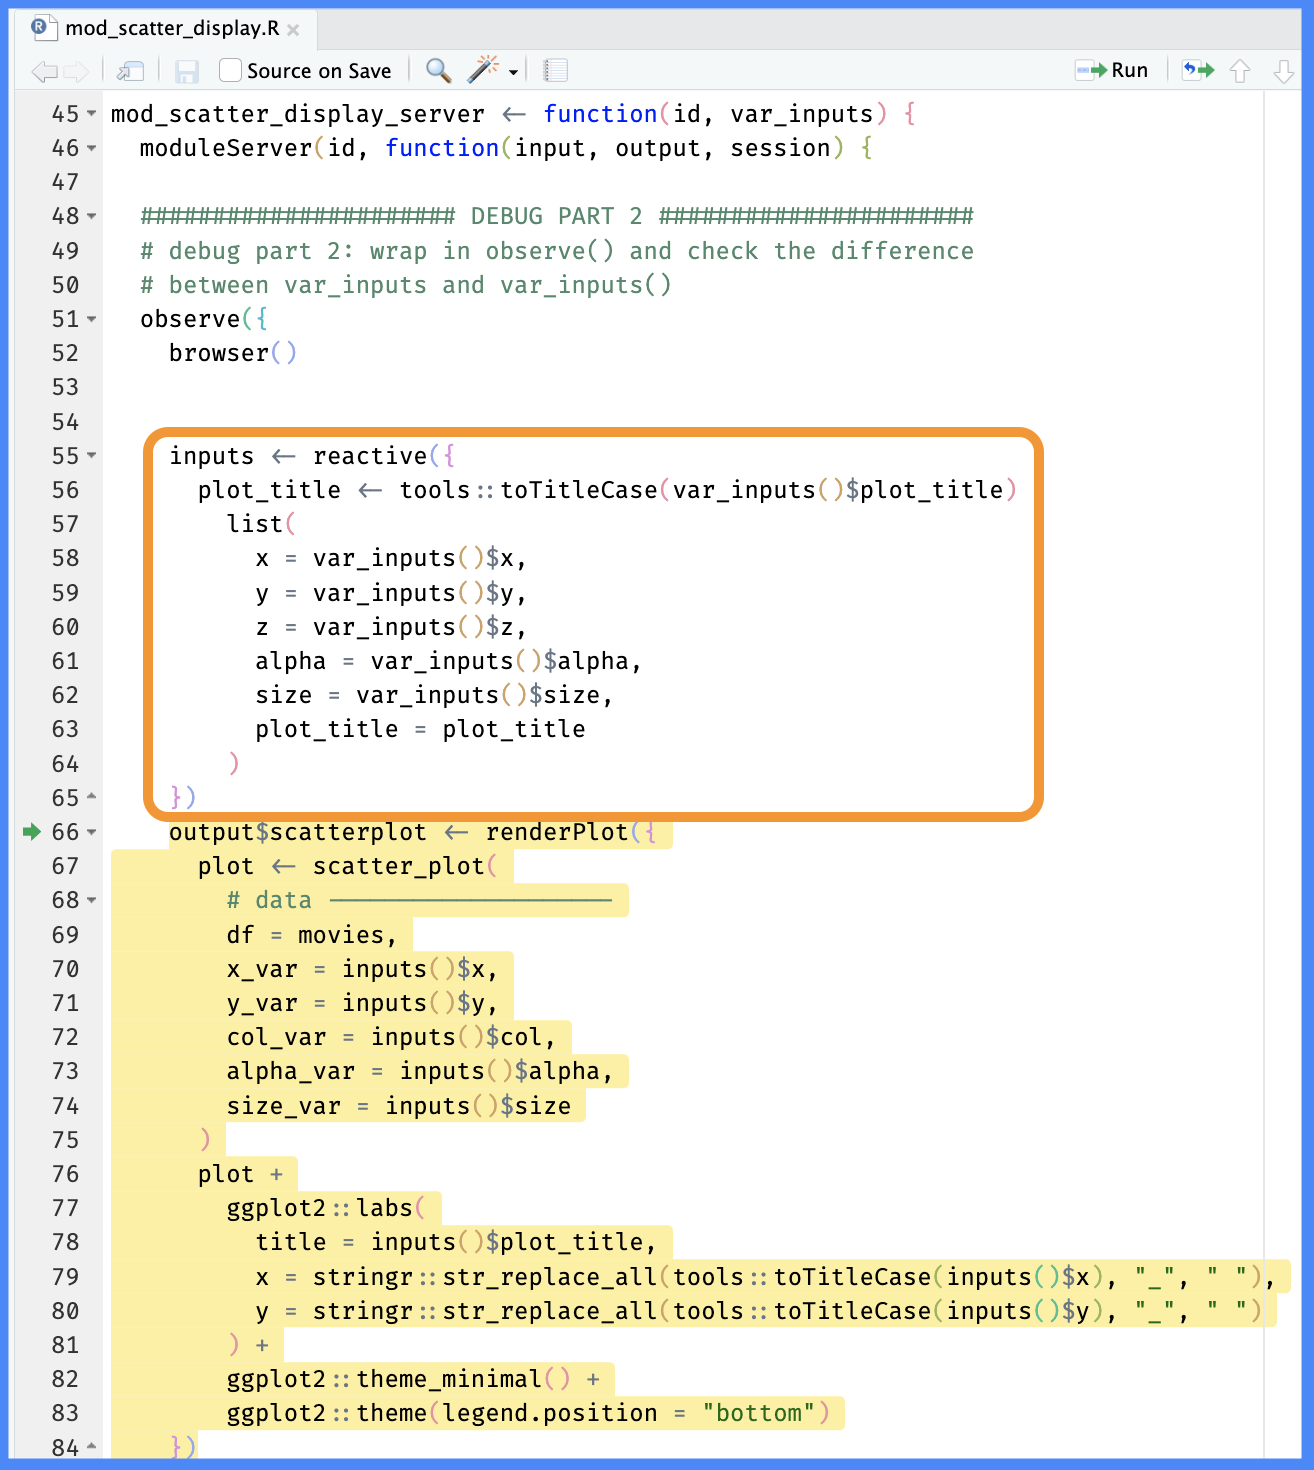 mod_scatter_display.R
Source on Save
Run
45 mod_scatter_display_server <- function(id, var_inputs) {
46   moduleServer(id, function(input, output, session) {
47
48   ###################### DEBUG PART 2 ######################
49   # debug part 2: wrap in observe() and check the difference
50   # between var_inputs and var_inputs()
51   observe({
52     browser()
53
54
55     inputs <- reactive({
56       plot_title <- tools::toTitleCase(var_inputs()$plot_title)
57         list(
58           x = var_inputs()$x,
59           y = var_inputs()$y,
60           z = var_inputs()$z,
61           alpha = var_inputs()$alpha,
62           size = var_inputs()$size,
63           plot_title = plot_title
64         )
65     })
66     output$scatterplot <- renderPlot({
67       plot <- scatter_plot(
68         # data --------------------
69         df = movies,
70         x_var = inputs()$x,
71         y_var = inputs()$y,
72         col_var = inputs()$col,
73         alpha_var = inputs()$alpha,
74         size_var = inputs()$size
75       )
76       plot +
77         ggplot2::labs(
78           title = inputs()$plot_title,
79           x = stringr::str_replace_all(tools::toTitleCase(inputs()$x), "_", " "),
80           y = stringr::str_replace_all(tools::toTitleCase(inputs()$y), "_", " ")
81         ) +
82         ggplot2::theme_minimal() +
83         ggplot2::theme(legend.position = "bottom")
84     })